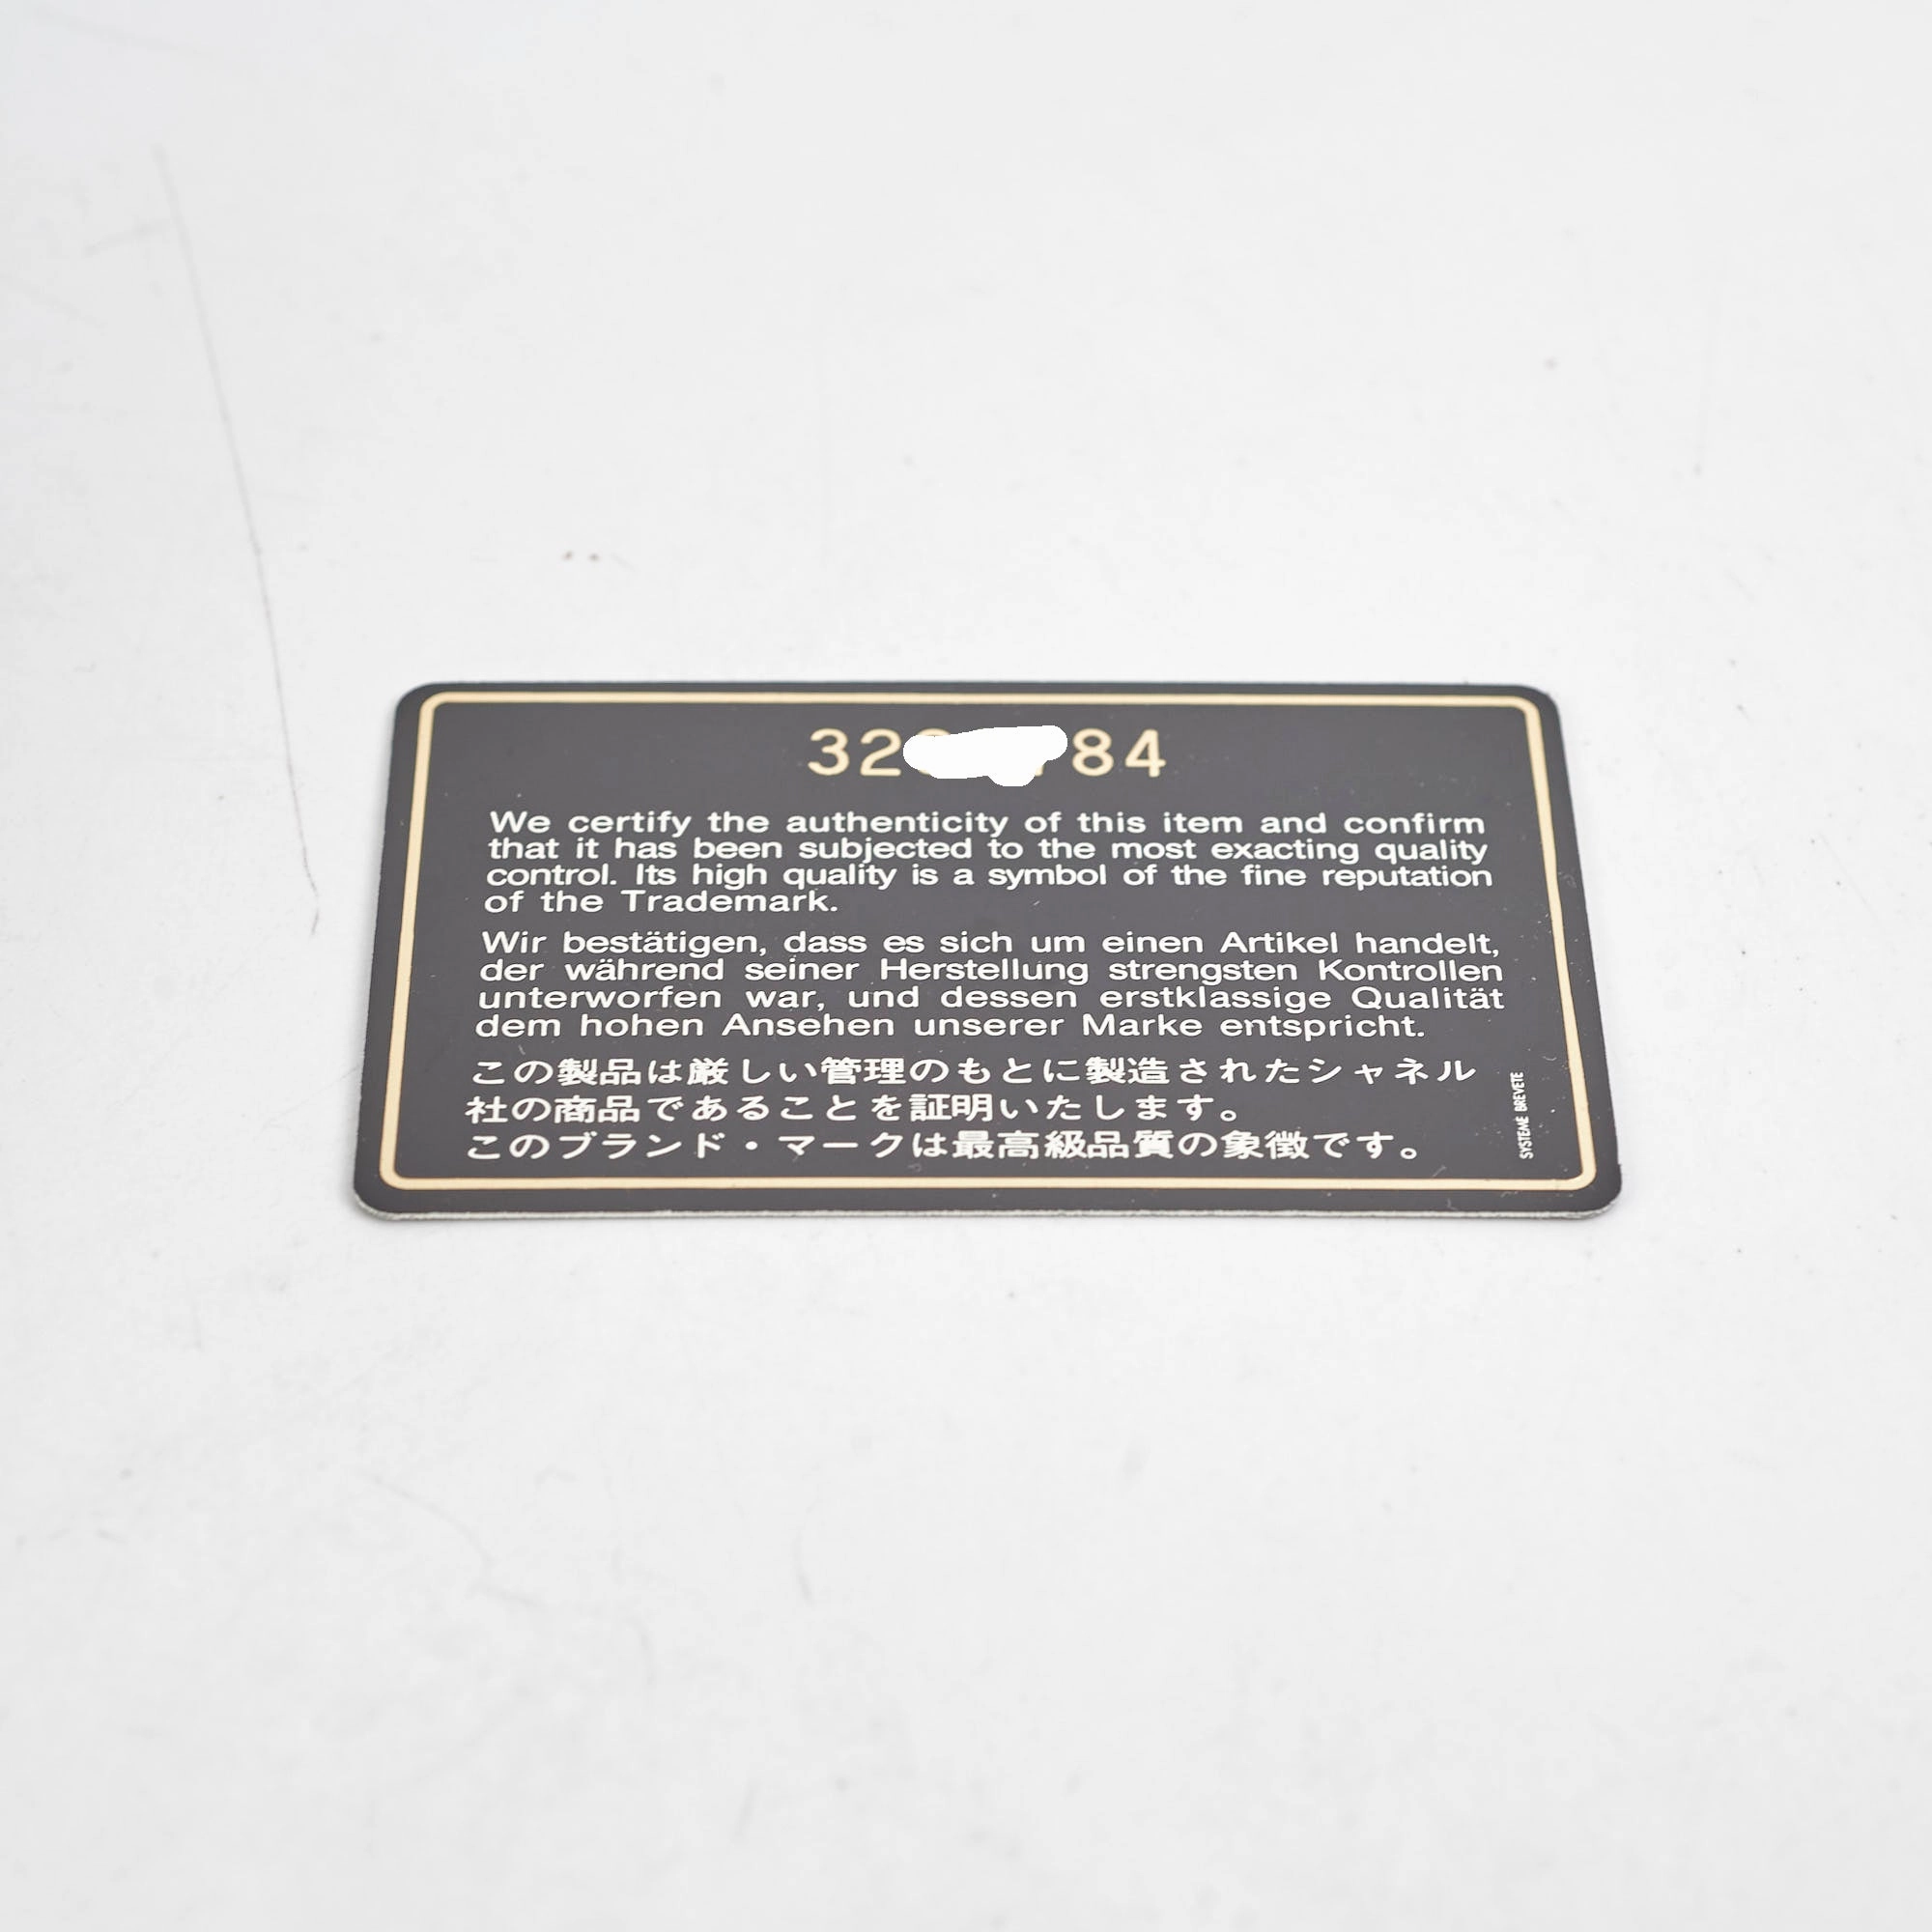 32 84
We certify the authenticity of this item and confirm
that it has been subjected to the most exacting quality
control. Its high quality is a symbol of the fine reputation
of the Trademark.
Wir bestätigen, dass es sich um einen Artikel handelt,
der während seiner Herstellung strengsten Kontrollen
unterworfen war, und dessen erstklassige Qualität
dem hohen Ansehen unserer Marke entspricht.
この製品は厳しい管理のもとに製造されたシャネル
社の商品であることを証明いたします。
このブランド・マークは最高級品質の象徴です。
SYSTEME BREVETE